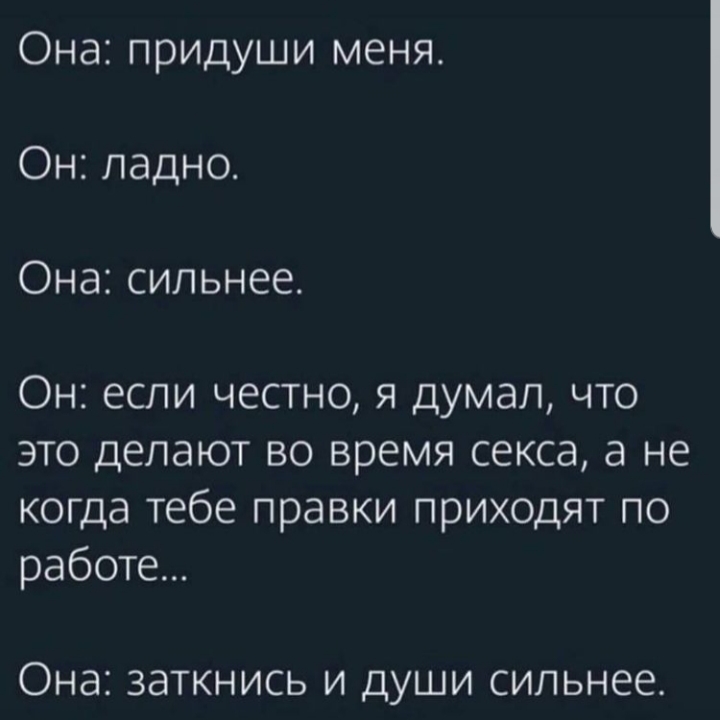 Она: придуши меня.
Он: ладно.
Она: сильнее.
Он: если честно, я думал, что
это делают во время секса, а не
когда тебе правки приходят по
работе...
Она: заткнись и души сильнее.